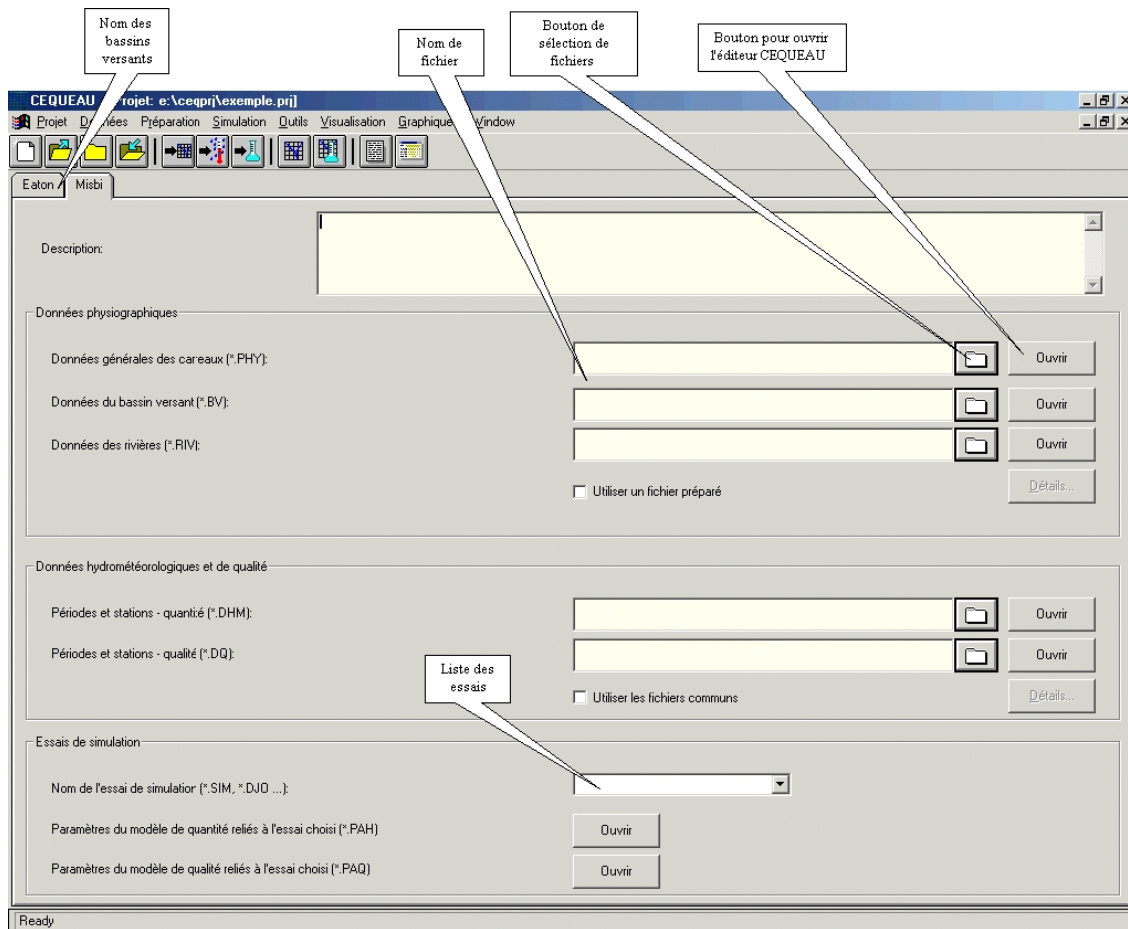 Nom des
bassins
versants
Nom de
fichier
Bouton de
sélection de
fichiers
Bouton pour ouvrir
l'éditeur CEQUEAU
CEQUEAU rojet: e:\ceqprj\exemple.prj]
Projet Données Préparation Simulation Outils Visualisation Graphique Window
Eaton Misbi
Description:
Données physiographiques
Données générales des carreaux (*.PHY): Ouvrir
Données du bassin versant (*.BV): Ouvrir
Données des rivières (*.RIV): Ouvrir
Utiliser un fichier préparé Détails...
Données hydrométéorologiques et de qualité
Périodes et stations - quantité (*.DHM): Ouvrir
Périodes et stations - qualité (*.DQ): Ouvrir
Liste des
essais
Utiliser les fichiers communs Détails...
Essais de simulation
Nom de l'essai de simulation (*.SIM, *.DJO ...):
Paramètres du modèle de quantité reliés à l'essai choisi (*.PAH) Ouvrir
Paramètres du modèle de qualité reliés à l'essai choisi (*.PAQ) Ouvrir
Ready